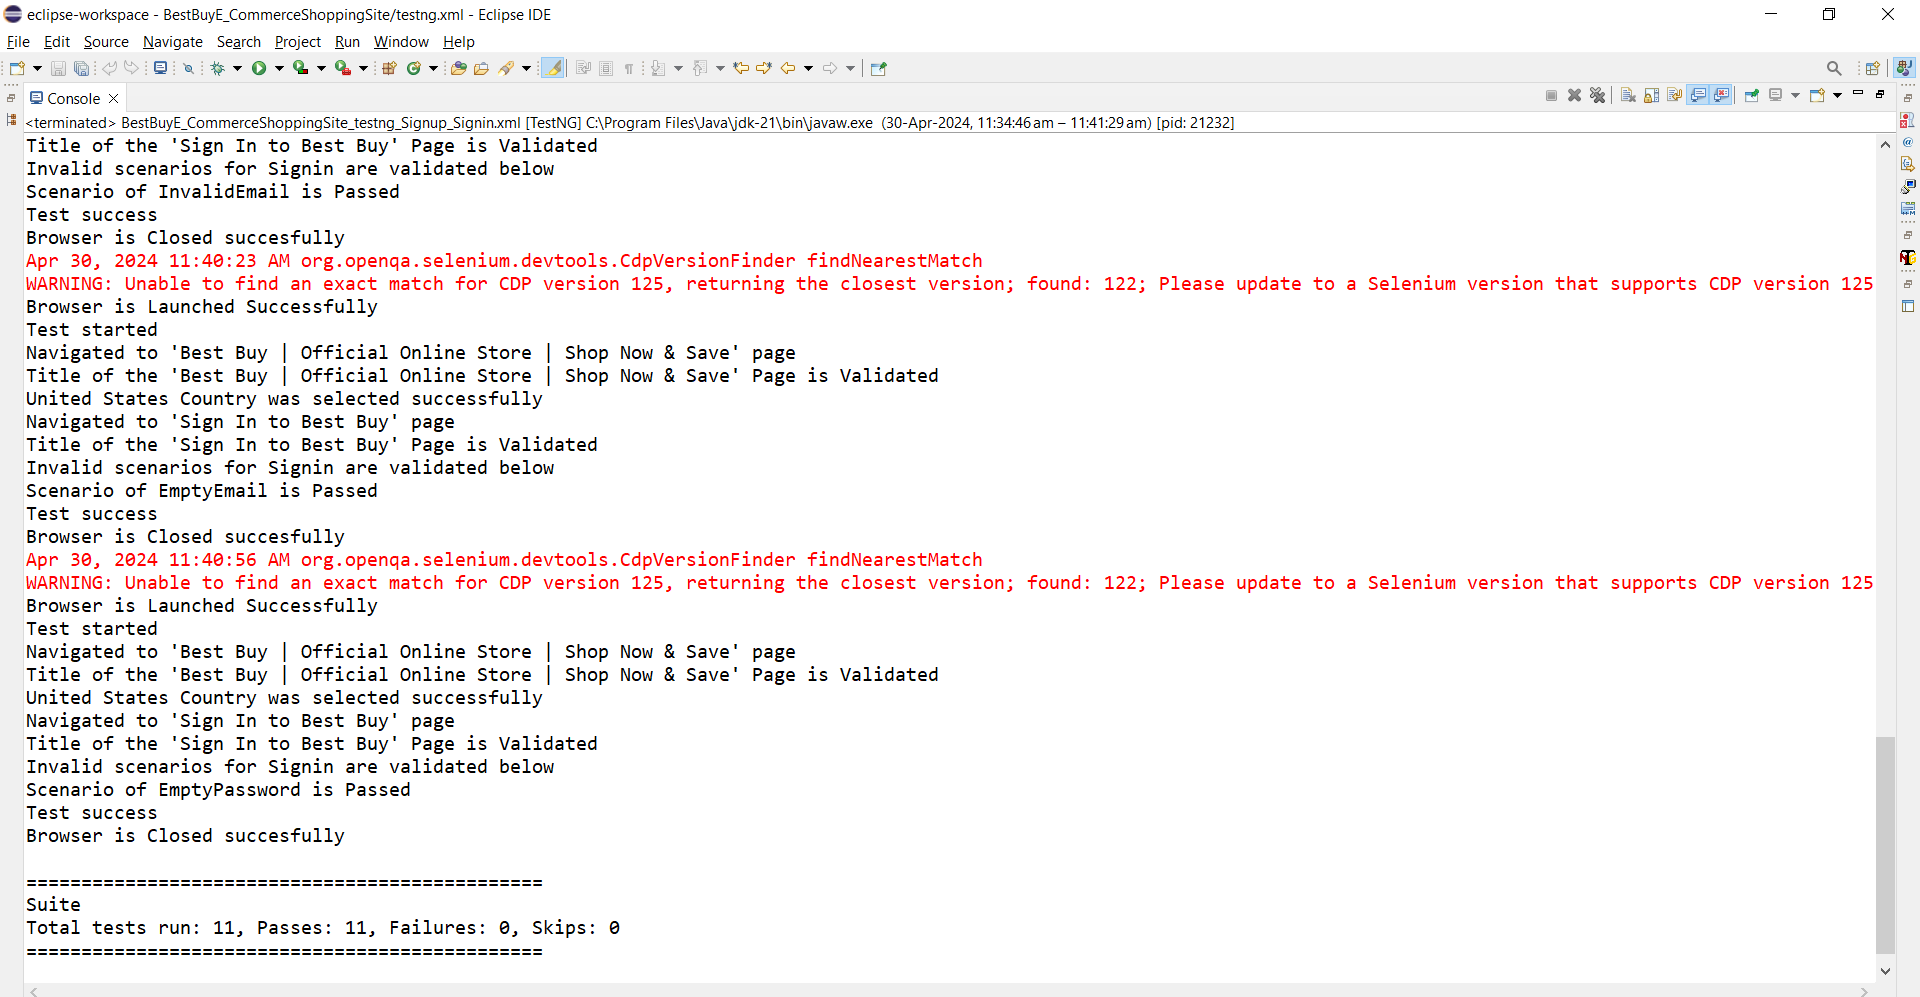 eclipse-workspace - BestBuyE_CommerceShoppingSite/testng.xml - Eclipse IDE
File Edit Source Navigate Search Project Run Window Help
Console
<terminated> BestBuyE_CommerceShoppingSite_testng_Signup_Signin.xml [TestNG] C:\Program Files\Java\jdk-21\bin\javaw.exe (30-Apr-2024, 11:34:46 am – 11:41:29 am) [pid: 21232]
Title of the 'Sign In to Best Buy' Page is Validated
Invalid scenarios for Signin are validated below
Scenario of InvalidEmail is Passed
Test success
Browser is Closed succesfully
Apr 30, 2024 11:40:23 AM org.openqa.selenium.devtools.CdpVersionFinder findNearestMatch
WARNING: Unable to find an exact match for CDP version 125, returning the closest version; found: 122; Please update to a Selenium version that supports CDP version 125
Browser is Launched Successfully
Test started
Navigated to 'Best Buy | Official Online Store | Shop Now & Save' page
Title of the 'Best Buy | Official Online Store | Shop Now & Save' Page is Validated
United States Country was selected successfully
Navigated to 'Sign In to Best Buy' page
Title of the 'Sign In to Best Buy' Page is Validated
Invalid scenarios for Signin are validated below
Scenario of EmptyEmail is Passed
Test success
Browser is Closed succesfully
Apr 30, 2024 11:40:56 AM org.openqa.selenium.devtools.CdpVersionFinder findNearestMatch
WARNING: Unable to find an exact match for CDP version 125, returning the closest version; found: 122; Please update to a Selenium version that supports CDP version 125
Browser is Launched Successfully
Test started
Navigated to 'Best Buy | Official Online Store | Shop Now & Save' page
Title of the 'Best Buy | Official Online Store | Shop Now & Save' Page is Validated
United States Country was selected successfully
Navigated to 'Sign In to Best Buy' page
Title of the 'Sign In to Best Buy' Page is Validated
Invalid scenarios for Signin are validated below
Scenario of EmptyPassword is Passed
Test success
Browser is Closed succesfully
===============================================
Suite
Total tests run: 11, Passes: 11, Failures: 0, Skips: 0
===============================================